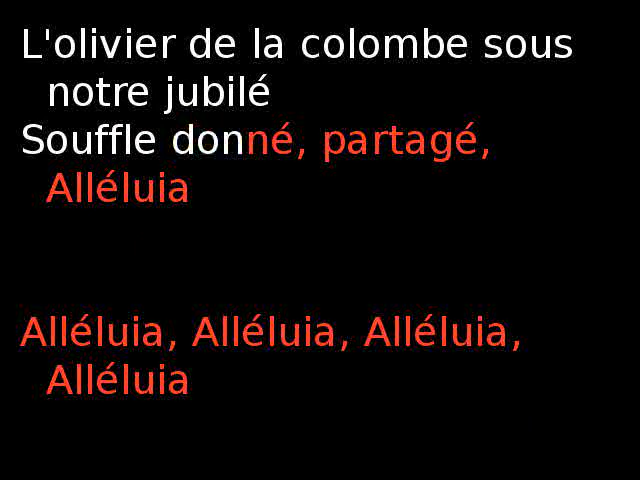 L'olivier de la colombe sous
notre jubilé
Souffle donné, partagé,
Alléluia
Alléluia, Alléluia, Alléluia,
Alléluia